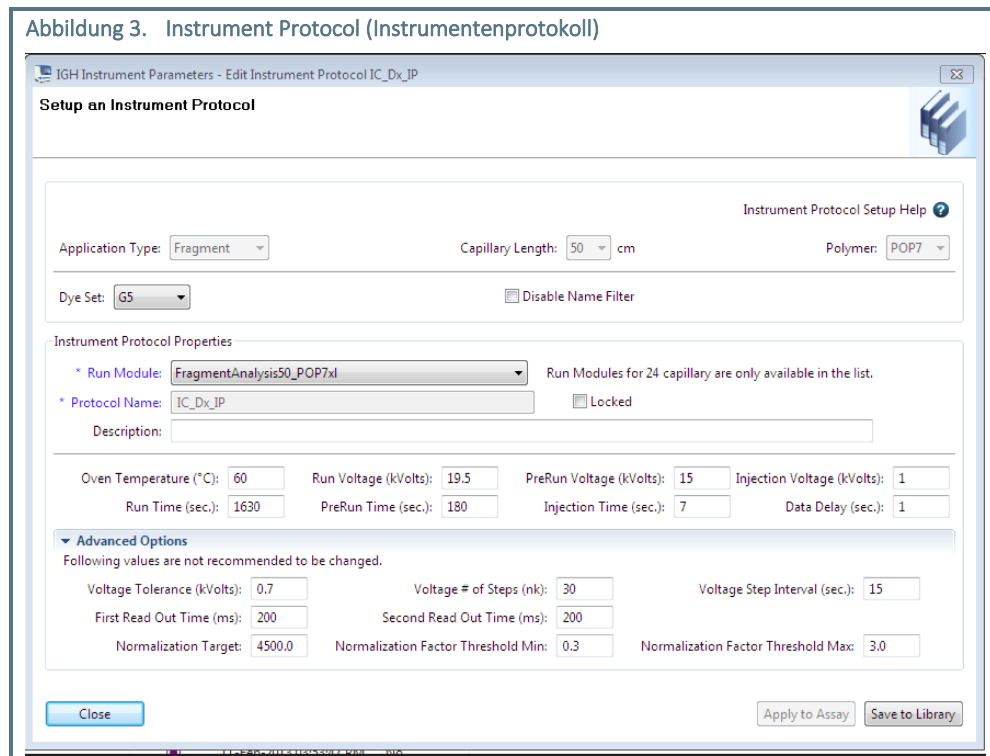 Abbildung 3. Instrument Protocol (Instrumentenprotokoll)
IGH Instrument Parameters - Edit Instrument Protocol IC_Dx_IP
Setup an Instrument Protocol
Instrument Protocol Setup Help ?
Application Type: Fragment Capillary Length: 50 cm Polymer: POP7
Dye Set: G5 Disable Name Filter
Instrument Protocol Properties
* Run Module: FragmentAnalysis50_POP7xl Run Modules for 24 capillary are only available in the list.
* Protocol Name: IC_Dx_IP Locked
Description:
Oven Temperature (°C): 60 Run Voltage (kVolts): 19.5 PreRun Voltage (kVolts): 15 Injection Voltage (kVolts): 1
Run Time (sec.): 1630 PreRun Time (sec.): 180 Injection Time (sec.): 7 Data Delay (sec.): 1
Advanced Options
Following values are not recommended to be changed.
Voltage Tolerance (kVolts): 0.7 Voltage # of Steps (nk): 30 Voltage Step Interval (sec.): 15
First Read Out Time (ms): 200 Second Read Out Time (ms): 200
Normalization Target: 4500.0 Normalization Factor Threshold Min: 0.3 Normalization Factor Threshold Max: 3.0
Close Apply to Assay Save to Library